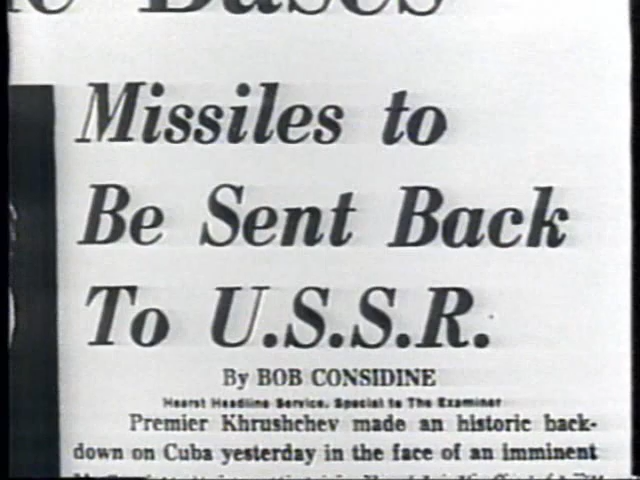 Bases
Missiles to
Be Sent Back
To U.S.S.R.
By BOB CONSIDINE
Hearst Headline Service, Special to The Examiner
Premier Khrushchev made an historic back-
down on Cuba yesterday in the face of an imminent